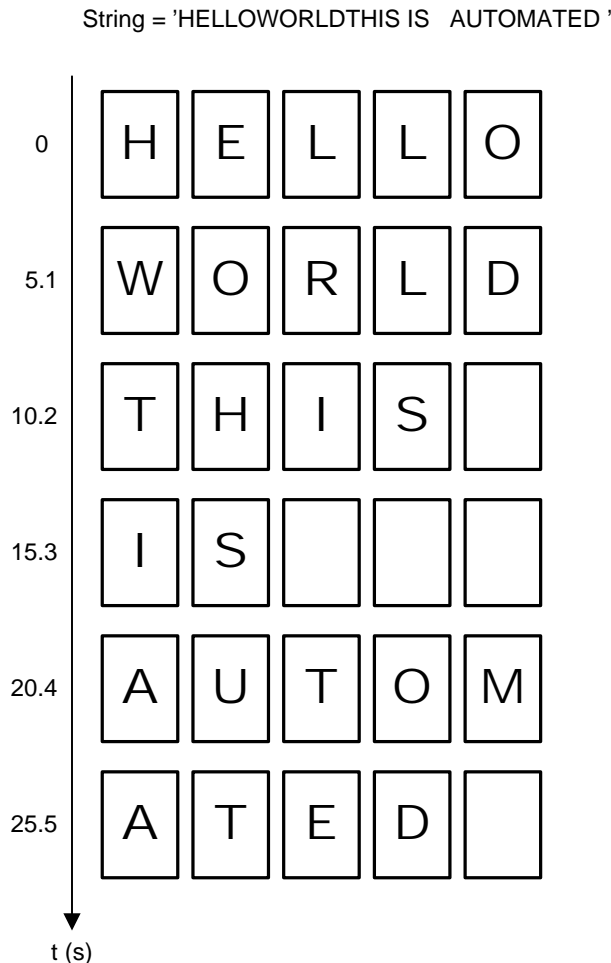 String = 'HELLOWORLDTHIS IS   AUTOMATED '
0 H E L L O
5.1 W O R L D
10.2 T H I S
15.3 I S
20.4 A U T O M
25.5 A T E D
t (s)